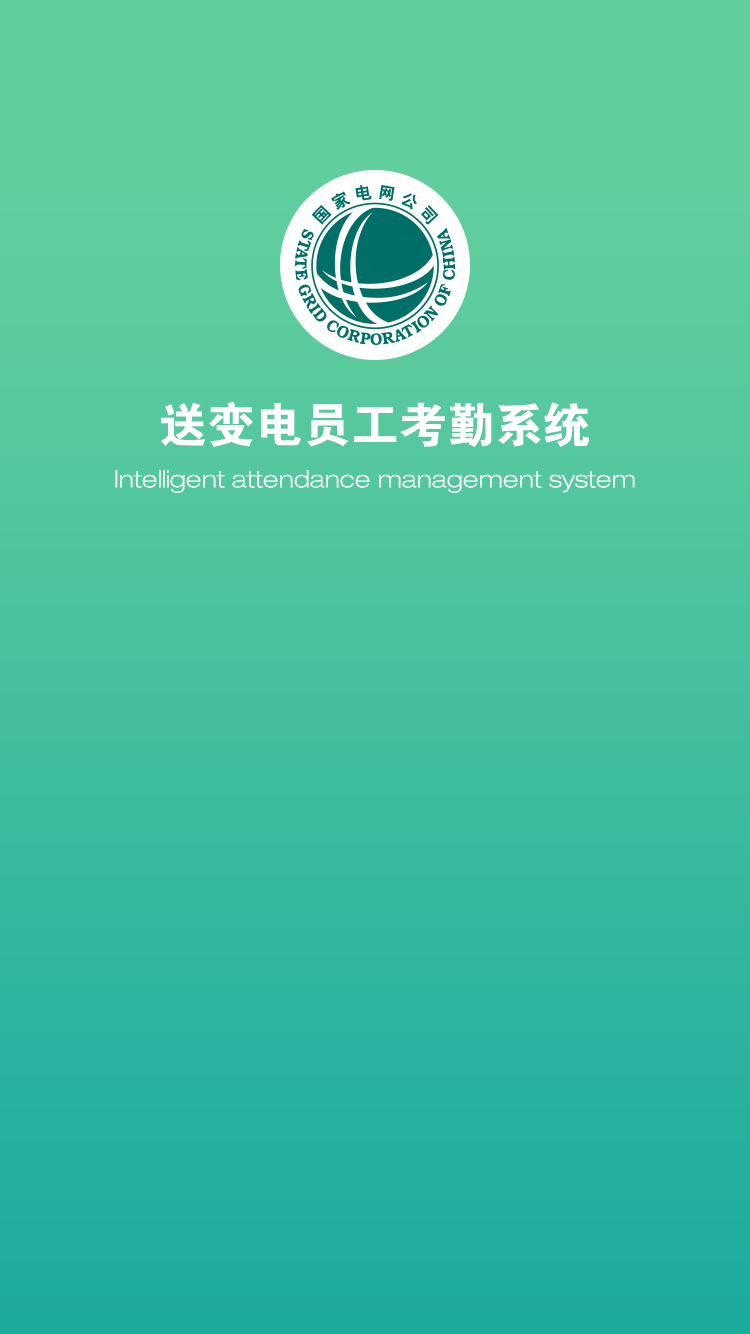 国家电网公司
STATE GRID CORPORATION OF CHINA
送变电员工考勤系统
Intelligent attendance management system